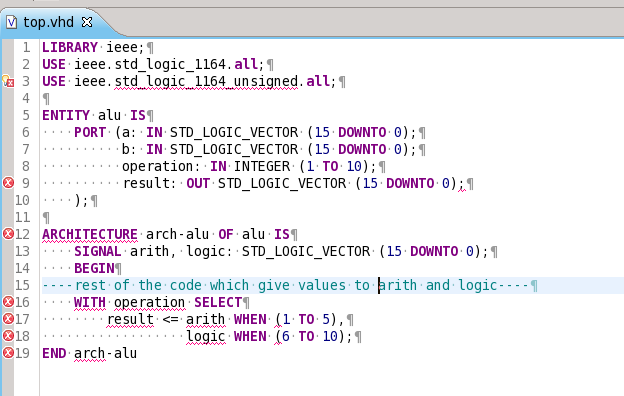 top.vhd
1 LIBRARY ieee;
2 USE ieee.std_logic_1164.all;
3 USE ieee.std_logic_1164_unsigned.all;
4
5 ENTITY alu IS
6 PORT (a: IN STD_LOGIC_VECTOR (15 DOWNTO 0);
7 b: IN STD_LOGIC_VECTOR (15 DOWNTO 0);
8 operation: IN INTEGER (1 TO 10);
9 result: OUT STD_LOGIC_VECTOR (15 DOWNTO 0);
10 );
11
12 ARCHITECTURE arch-alu OF alu IS
13 SIGNAL arith, logic: STD_LOGIC_VECTOR (15 DOWNTO 0);
14 BEGIN
15 ----rest of the code which give values to arith and logic----
16 WITH operation SELECT
17 result <= arith WHEN (1 TO 5),
18 logic WHEN (6 TO 10);
19 END arch-alu